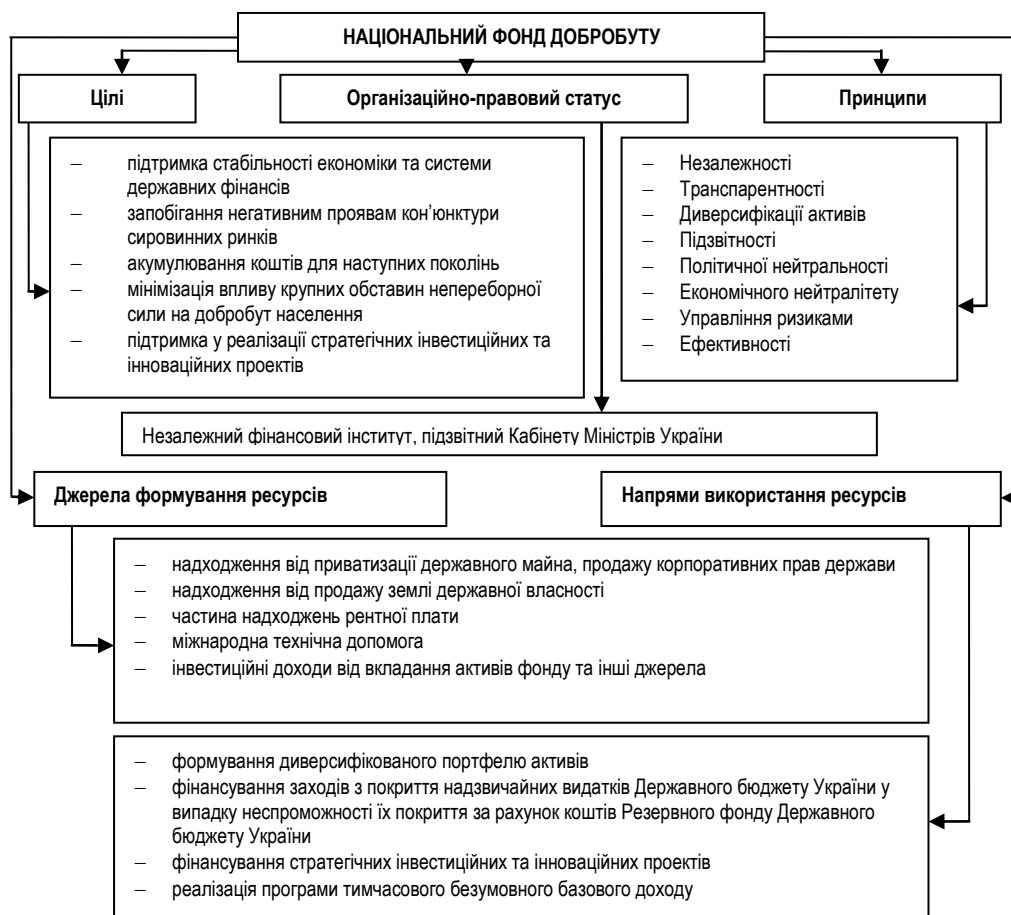 НАЦІОНАЛЬНИЙ ФОНД ДОБРОБУТУ
Цілі
Організаційно-правовий статус
Принципи
– підтримка стабільності економіки та системи
державних фінансів
– запобігання негативним проявам кон’юнктури
сировинних ринків
– акумулювання коштів для наступних поколінь
– мінімізація впливу крупних обставин непереборної
сили на добробут населення
– підтримка у реалізації стратегічних інвестиційних та
інноваційних проектів
– Незалежності
– Транспарентності
– Диверсифікації активів
– Підзвітності
– Політичної нейтральності
– Економічного нейтралітету
– Управління ризиками
– Ефективності
Незалежний фінансовий інститут, підзвітний Кабінету Міністрів України
Джерела формування ресурсів
Напрями використання ресурсів
– надходження від приватизації державного майна, продажу корпоративних прав держави
– надходження від продажу землі державної власності
– частина надходжень рентної плати
– міжнародна технічна допомога
– інвестиційні доходи від вкладання активів фонду та інші джерела
– формування диверсифікованого портфелю активів
– фінансування заходів з покриття надзвичайних видатків Державного бюджету України у
випадку неспроможності їх покриття за рахунок коштів Резервного фонду Державного
бюджету України
– фінансування стратегічних інвестиційних та інноваційних проектів
– реалізація програми тимчасового безумовного базового доходу